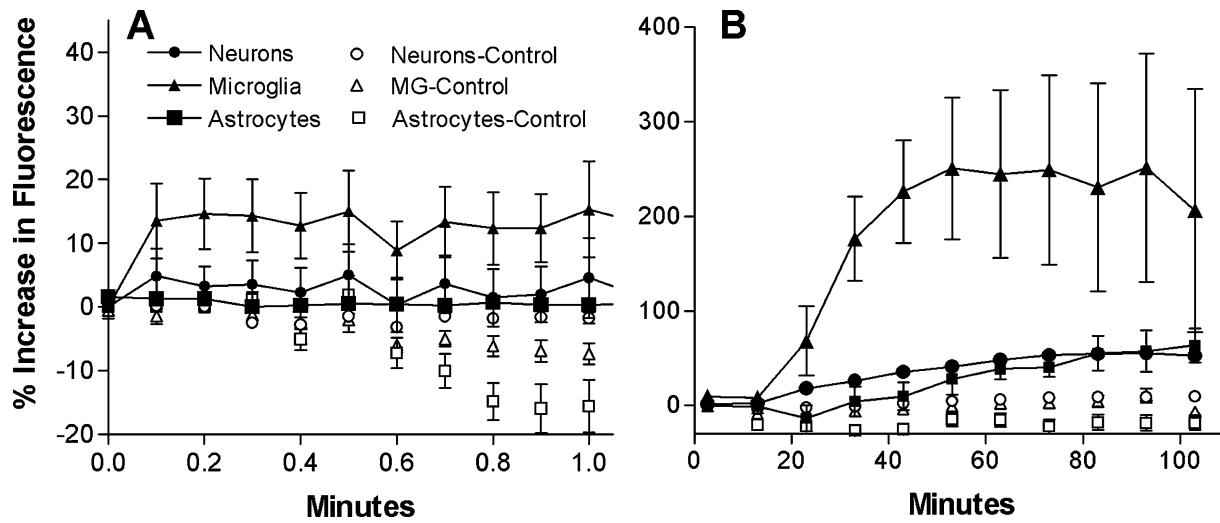 A
B
% Increase in Fluorescence
Neurons
Neurons-Control
Microglia
MG-Control
Astrocytes
Astrocytes-Control
40
30
20
10
0
-10
-20
0.0 0.2 0.4 0.6 0.8 1.0
Minutes
400
300
200
100
0
0 20 40 60 80 100
Minutes